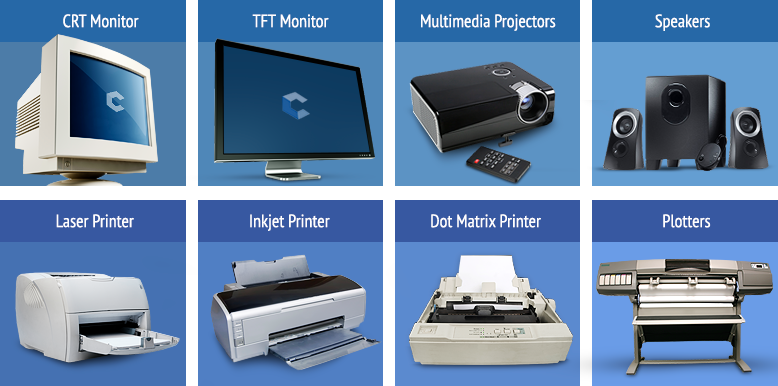 CRT Monitor
TFT Monitor
Multimedia Projectors
Speakers
Laser Printer
Inkjet Printer
Dot Matrix Printer
Plotters